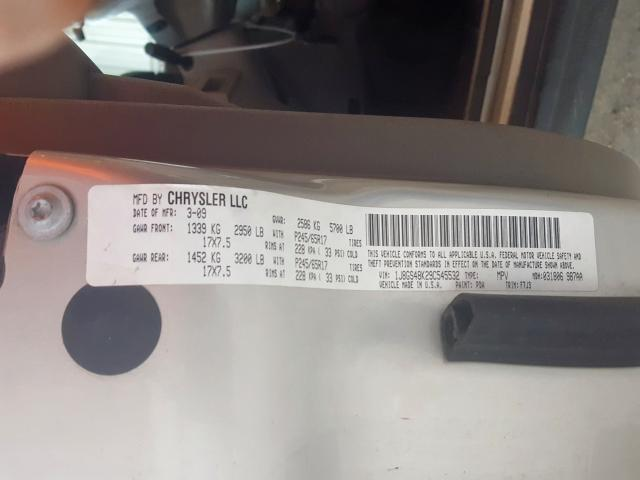 MFD BY CHRYSLER LLC
DATE OF MFR: 3-09 GVWR: 2586 KG 5700 LB
GAWR FRONT: 1339 KG 2950 LB WITH P245/65R17 TIRES
17X7.5 RIMS AT 228 KPA ( 33 PSI) COLD
GAWR REAR: 1452 KG 3200 LB WITH P245/65R17 TIRES
17X7.5 RIMS AT 228 KPA ( 33 PSI) COLD
THIS VEHICLE CONFORMS TO ALL APPLICABLE U.S.A. FEDERAL MOTOR VEHICLE SAFETY AND
THEFT PREVENTION STANDARDS IN EFFECT ON THE DATE OF MANUFACTURE SHOWN ABOVE.
VIN: 1J8GS48K29C545532 TYPE: MPV MDH: 031806 987AA
VEHICLE MADE IN U.S.A. PAINT: PDA TRIM: F7J3